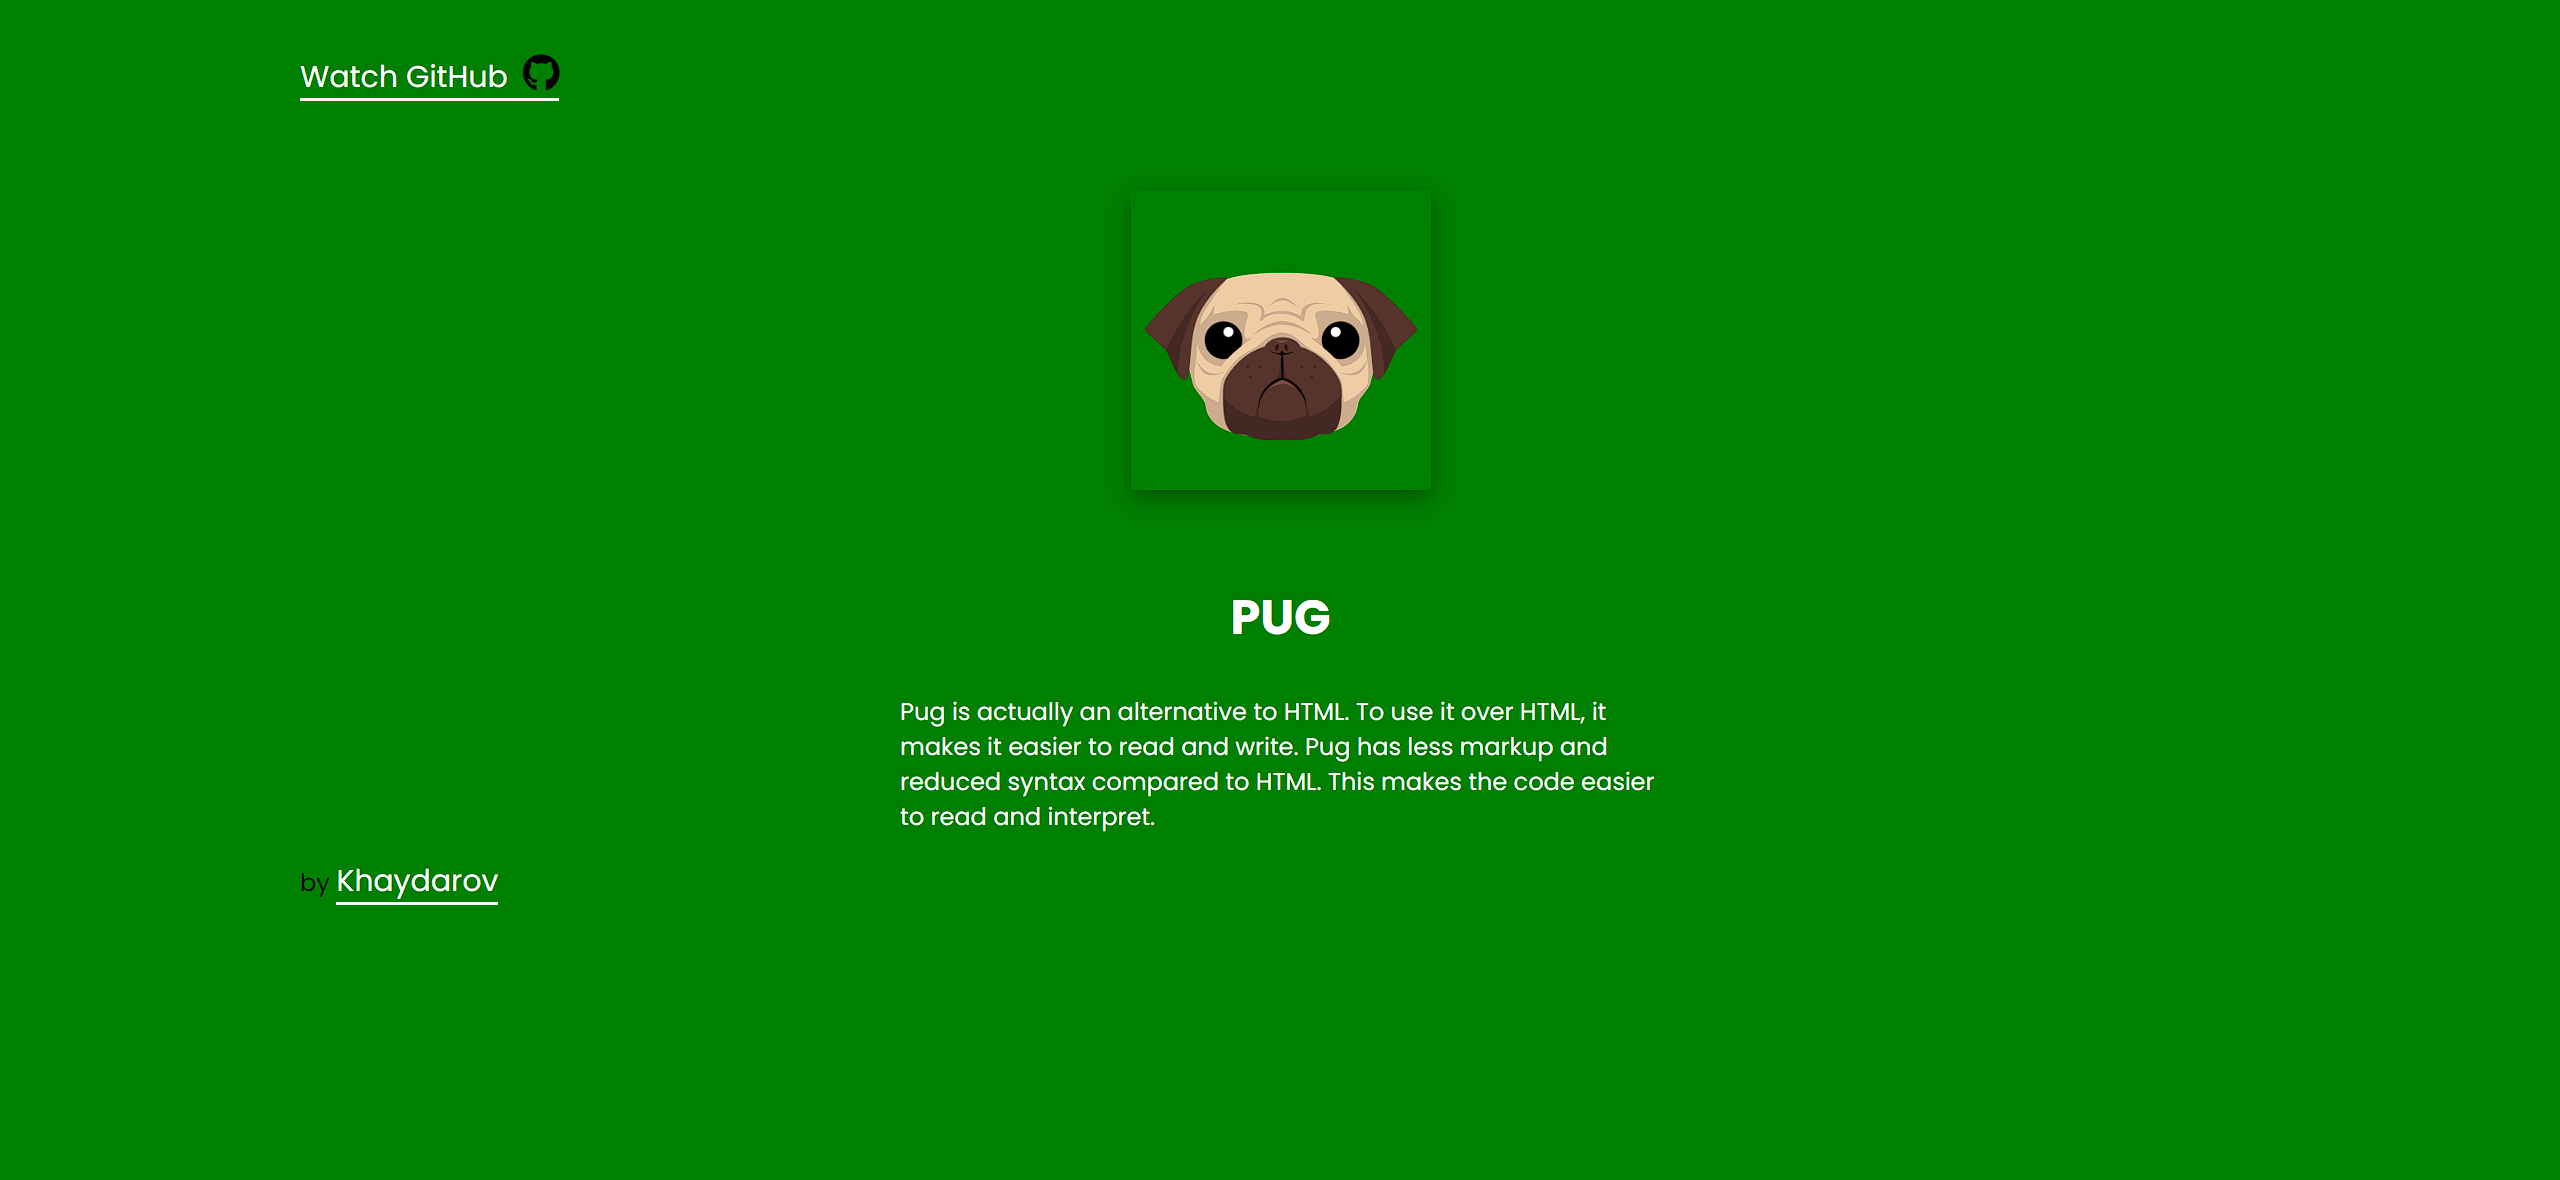 Watch GitHub
PUG
Pug is actually an alternative to HTML. To use it over HTML, it
makes it easier to read and write. Pug has less markup and
reduced syntax compared to HTML. This makes the code easier
to read and interpret.
by Khaydarov